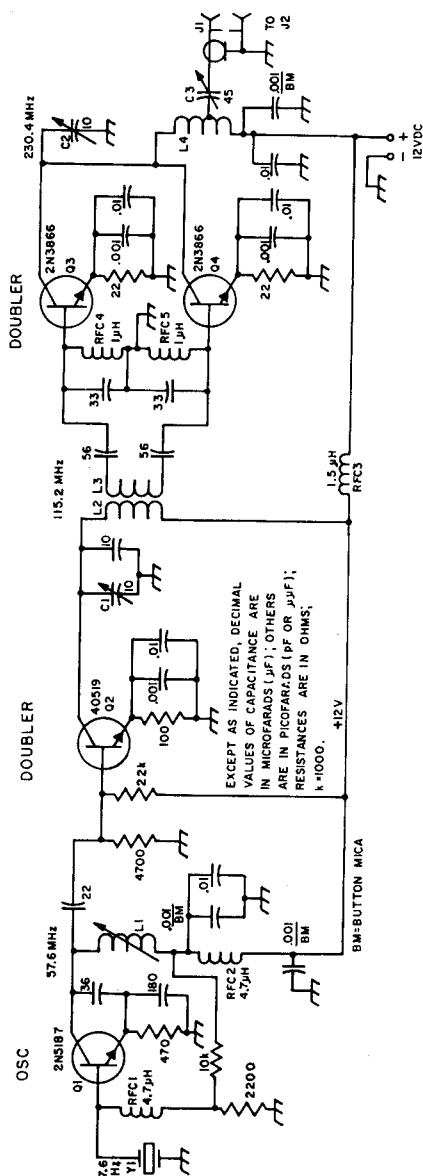 OSC
DOUBLER
DOUBLER
57.6 MHz
115.2 MHz
230.4 MHz
2N5187
Q1
36
180
470
RFC1
4.7μH
Y1
10k
2200
L1
22
RFC2
4.7μH
.001
BM
.01
.001
BM
4700
22k
40519
Q2
100
.001
.01
C1
10
10
L2
L3
56
56
33
33
RFC4
1μH
RFC5
1μH
2N3866
Q3
22
.001
.01
2N3866
Q4
22
.001
.01
C2
10
L4
C3
45
J1
TO
J2
.001
BM
.01
+
-
12VDC
1.5 μH
RFC3
+12V
BM=BUTTON MICA
EXCEPT AS INDICATED, DECIMAL
VALUES OF CAPACITANCE ARE
IN MICROFARADS (μF); OTHERS
ARE IN PICOFARADS (pF OR μμF);
RESISTANCES ARE IN OHMS;
k=1000.